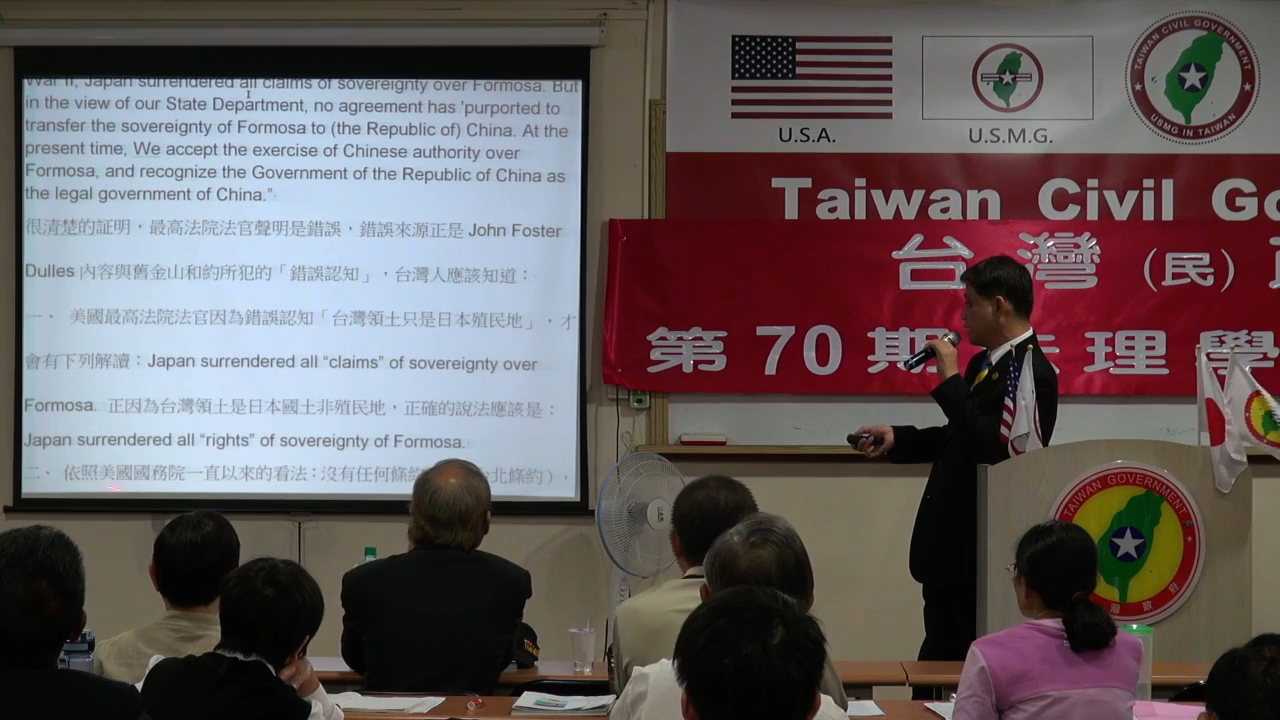 War II, Japan surrendered all claims of sovereignty over Formosa. But
in the view of our State Department, no agreement has 'purported to
transfer the sovereignty of Formosa to (the Republic of) China. At the
present time, We accept the exercise of Chinese authority over
Formosa, and recognize the Government of the Republic of China as
the legal government of China.”
很清楚的証明，最高法院法官聲明是錯誤，錯誤來源正是 John Foster
Dulles 內容與舊金山和約所犯的「錯誤認知」，台灣人應該知道：
一、 美國最高法院法官因為錯誤認知「台灣領土只是日本殖民地」，才
會有下列解讀：Japan surrendered all “claims” of sovereignty over
Formosa. 正因為台灣領土是日本國土非殖民地，正確的說法應該是：
Japan surrendered all “rights” of sovereignty of Formosa.
二、 依照美國國務院一直以來的看法：沒有任何條約 北條約），
U.S.A.
U.S.M.G.
TAIWAN CIVIL GOVERNMENT
USMG IN TAIWAN
Taiwan Civil Go
台灣（民）
第 70 期 理學
TAIWAN GOVERNMENT
灣政府